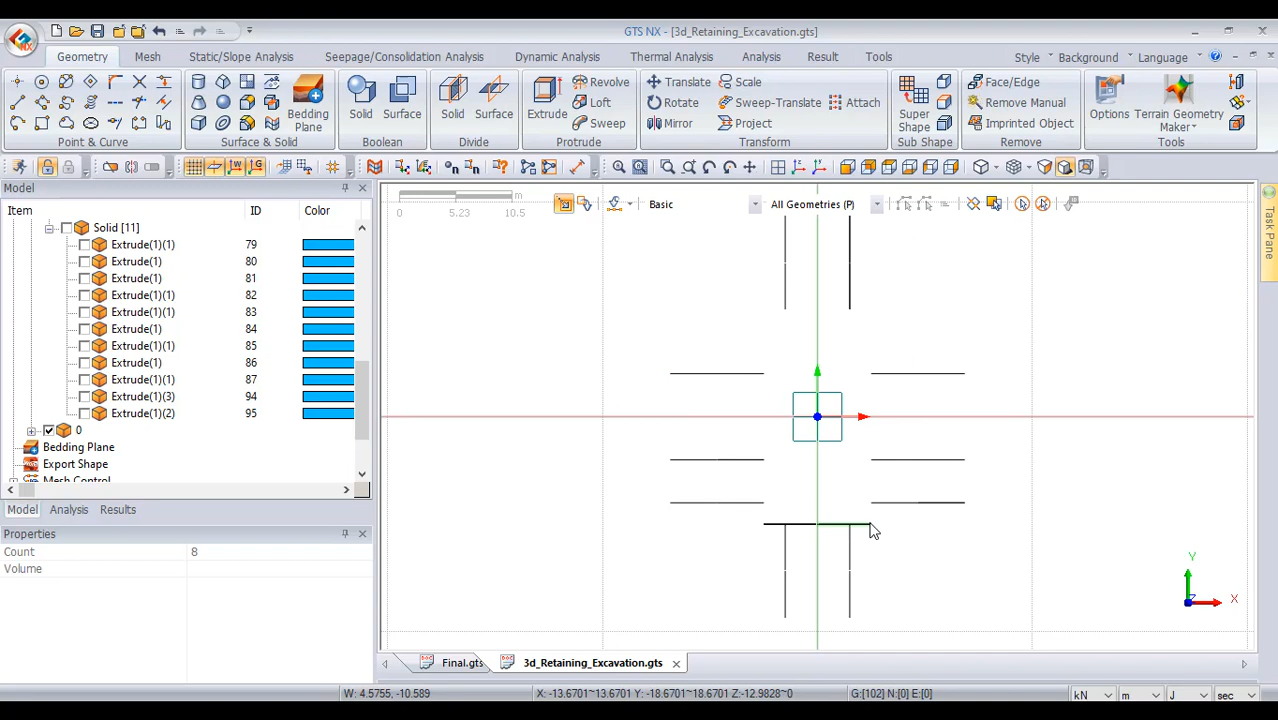 GTS NX - [3d_Retaining_Excavation.gts]
Geometry Mesh Static/Slope Analysis Seepage/Consolidation Analysis Dynamic Analysis Thermal Analysis Analysis Result Tools Style Background Language
Revolve Translate Scale Face/Edge
Loft Rotate Sweep-Translate Attach Remove Manual
Bedding Plane Solid Surface Solid Surface Extrude Sweep Mirror Project Super Shape Imprinted Object Options Terrain Geometry Maker
Point & Curve Surface & Solid Boolean Divide Protrude Transform Sub Shape Remove Tools
Model
Item ID Color
Solid [11]
Extrude(1)(1) 79
Extrude(1) 80
Extrude(1) 81
Extrude(1)(1) 82
Extrude(1)(1) 83
Extrude(1) 84
Extrude(1)(1) 85
Extrude(1) 86
Extrude(1)(1) 87
Extrude(1)(3) 94
Extrude(1)(2) 95
0
Bedding Plane
Export Shape
Mesh Control
Model Analysis Results
Properties
Count 8
Volume
m
0 5.23 10.5
Basic All Geometries (P)
Task Pane
Y
Z X
Final.gts 3d_Retaining_Excavation.gts
W: 4.5755, -10.589 X: -13.6701~13.6701 Y: -18.6701~18.6701 Z:-12.9828~0 G:[102] N:[0] E:[0] kN m J sec